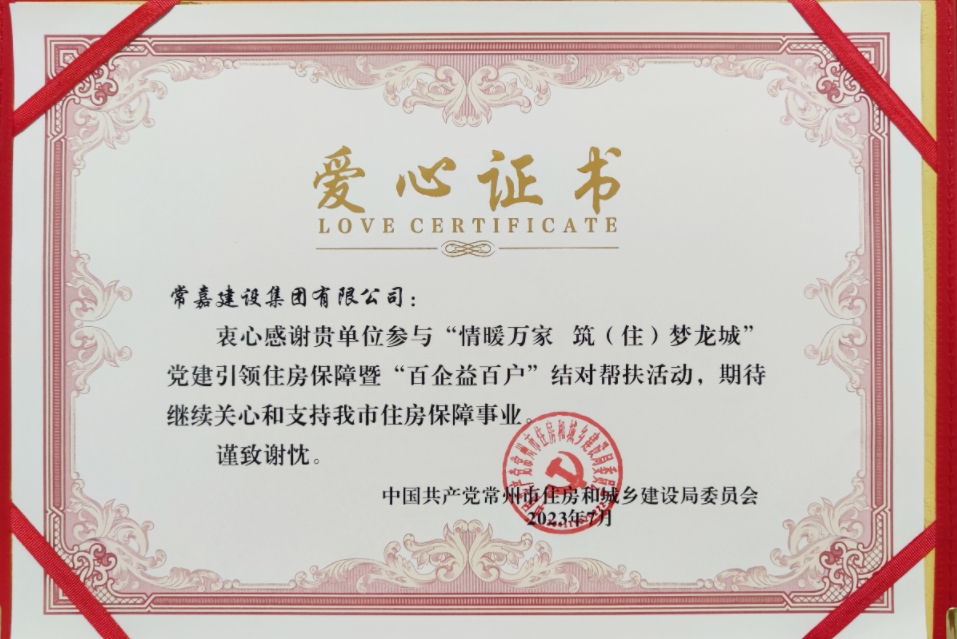 爱心证书
LOVE CERTIFICATE
常嘉建设集团有限公司：
衷心感谢贵单位参与“情暖万家 筑（住）梦龙城”
党建引领住房保障暨“百企益百户”结对帮扶活动，期待
继续关心和支持我市住房保障事业。
谨致谢忱。
中国共产党常州市住房和城乡建设局委员会
2023年7月